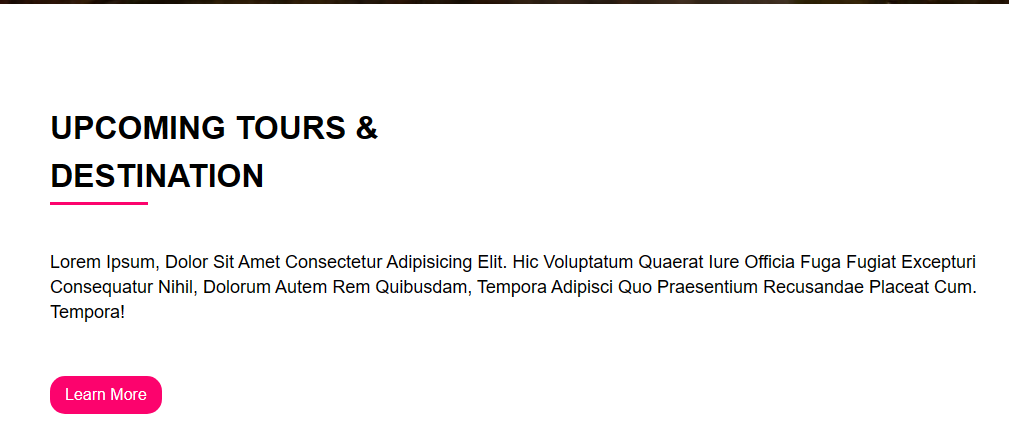 UPCOMING TOURS &
DESTINATION
Lorem Ipsum, Dolor Sit Amet Consectetur Adipisicing Elit. Hic Voluptatum Quaerat Iure Officia Fuga Fugiat Excepturi
Consequatur Nihil, Dolorum Autem Rem Quibusdam, Tempora Adipisci Quo Praesentium Recusandae Placeat Cum.
Tempora!
Learn More